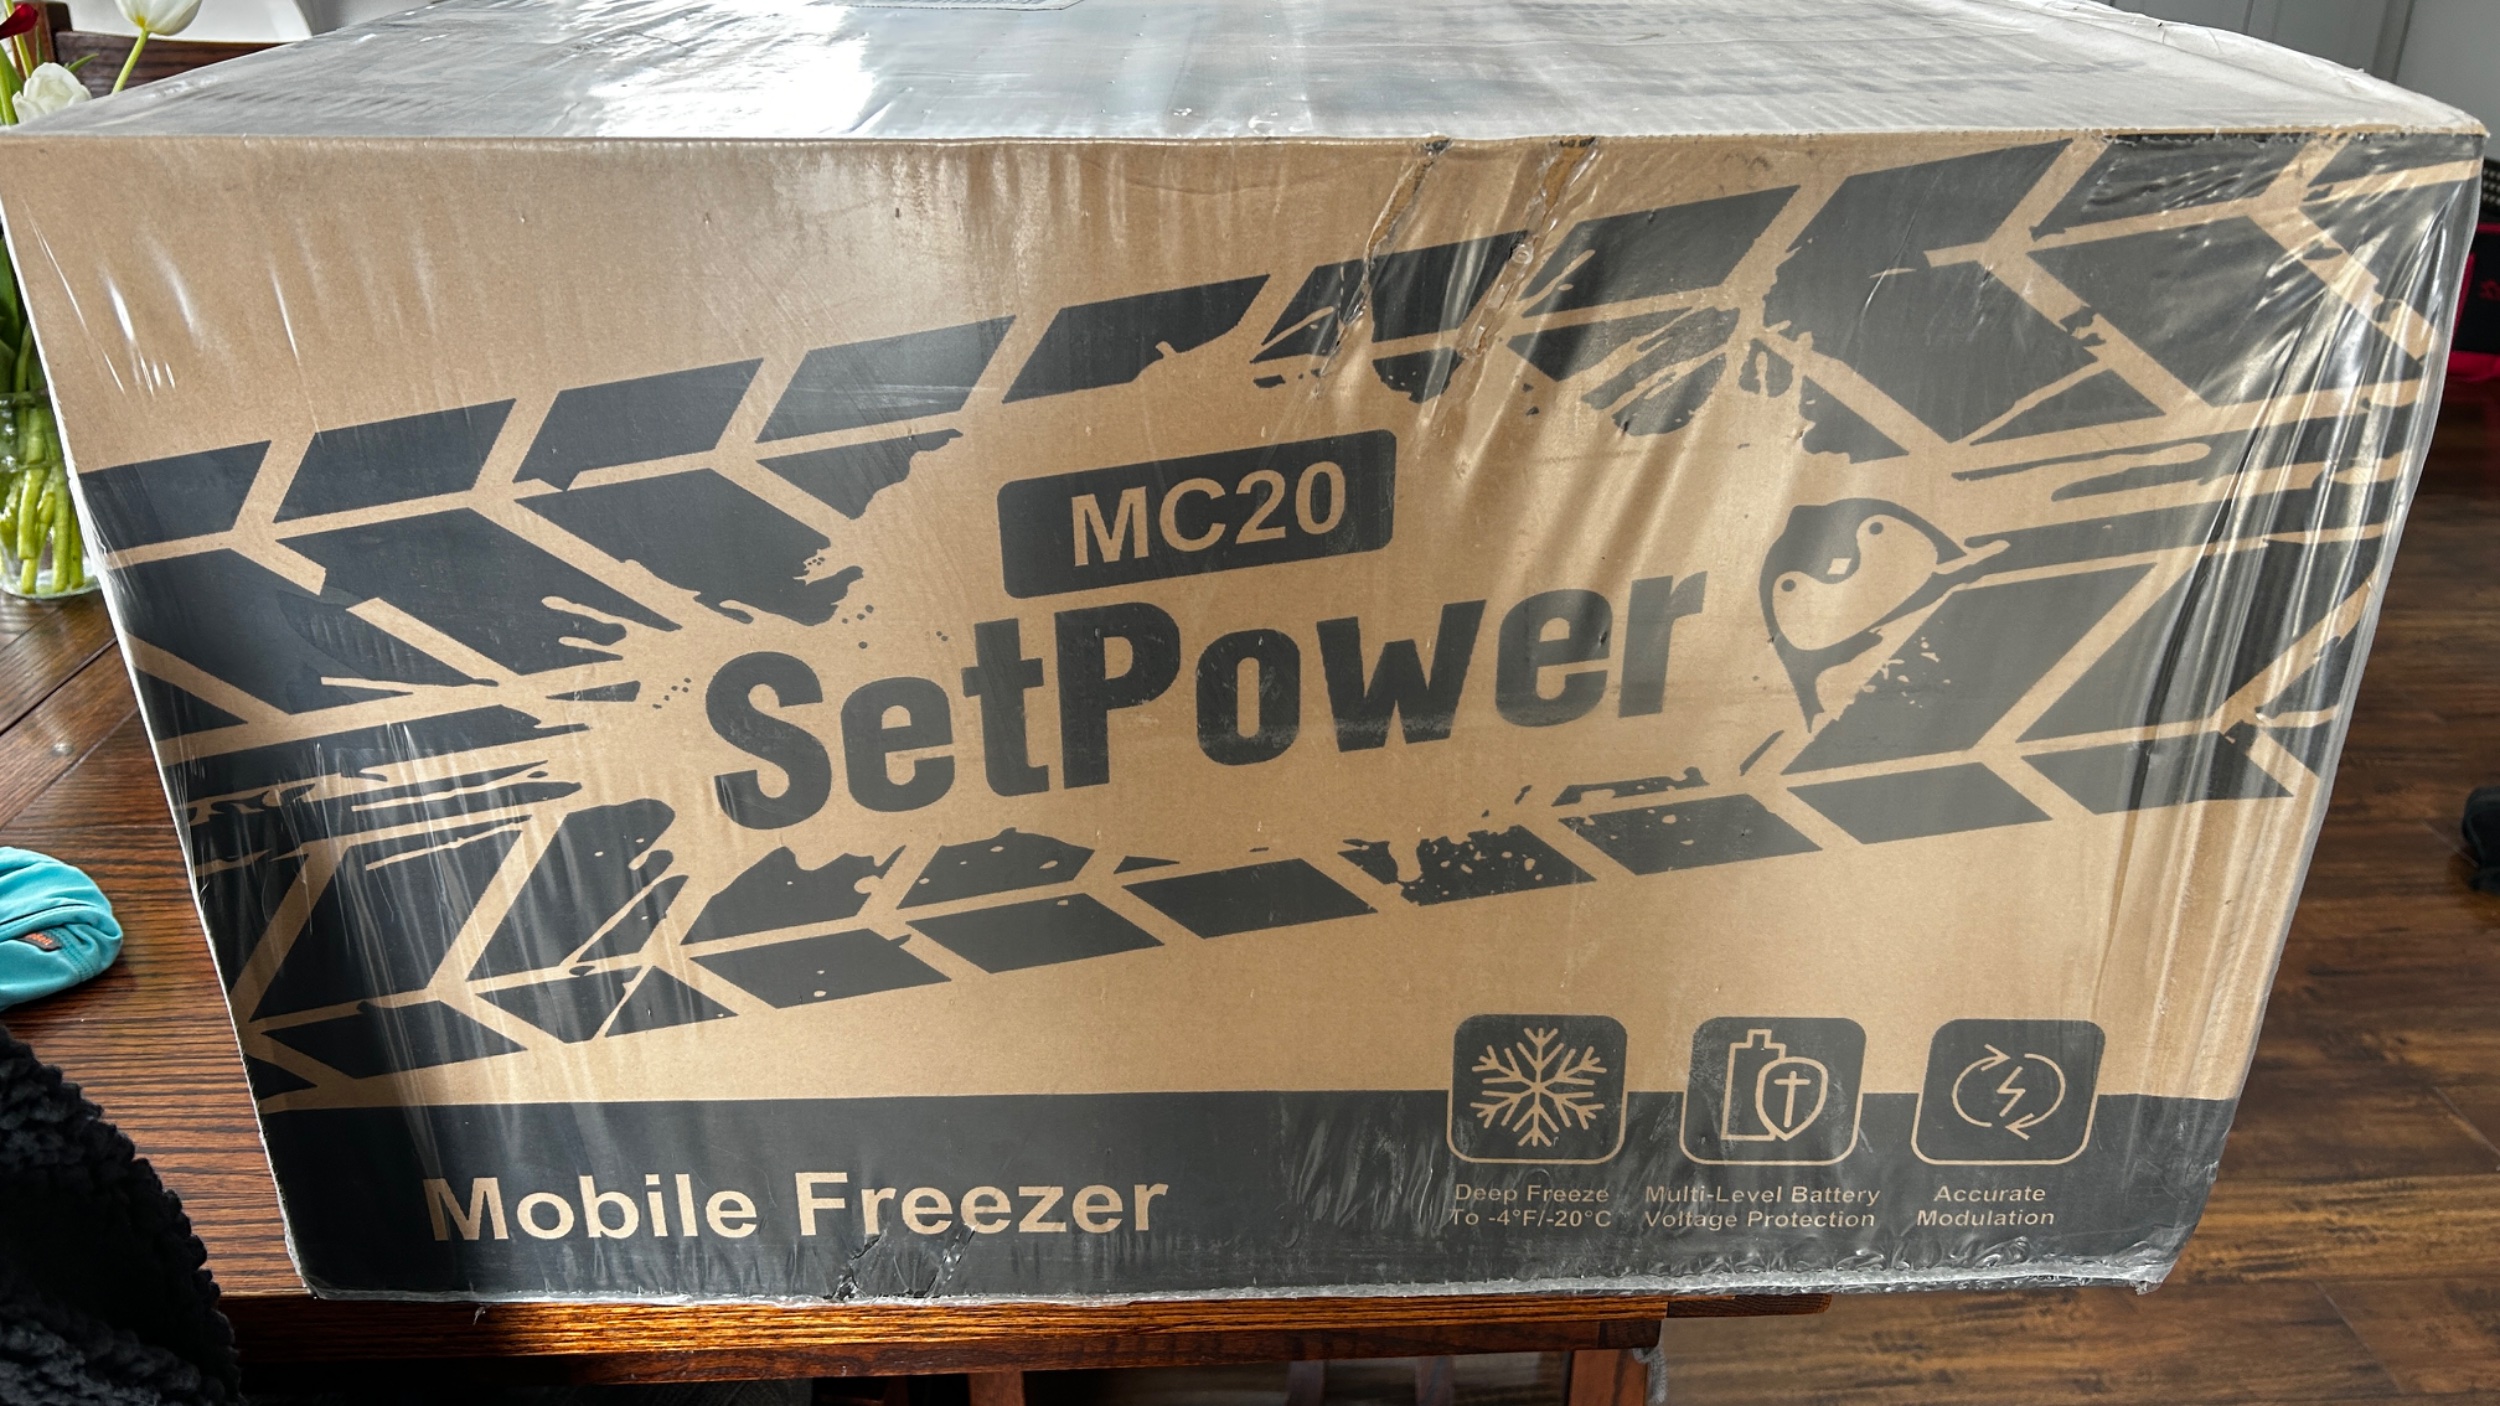 MC20
SetPower
Mobile Freezer
Deep Freeze
To -4°F/-20°C
Multi-Level Battery
Voltage Protection
Accurate
Modulation